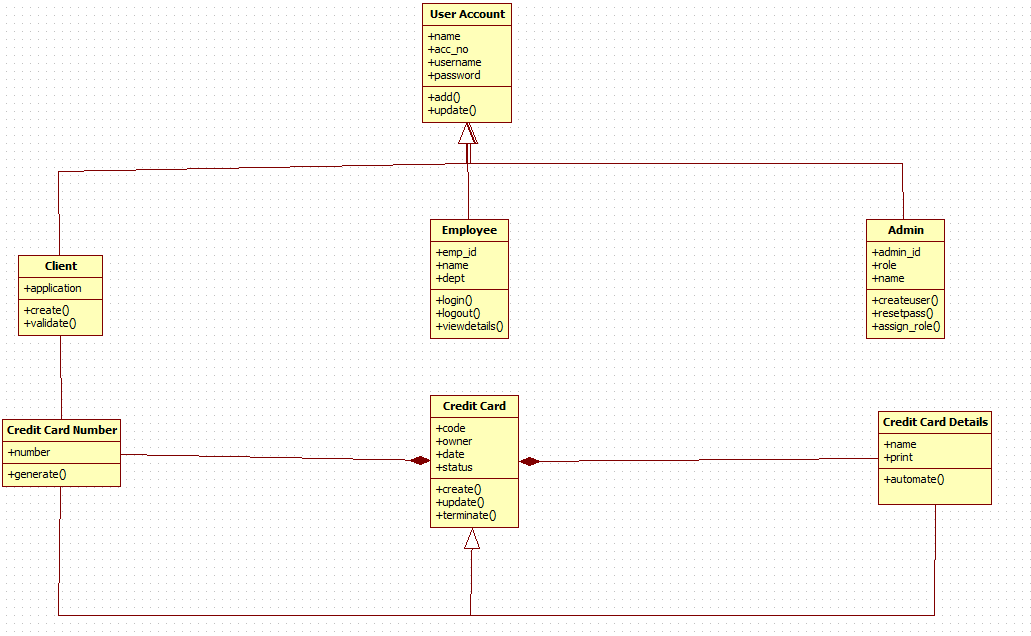 User Account
+name
+acc_no
+username
+password
+add()
+update()
Client
+application
+create()
+validate()
Employee
+emp_id
+name
+dept
+login()
+logout()
+viewdetails()
Admin
+admin_id
+role
+name
+createuser()
+resetpass()
+assign_role()
Credit Card Number
+number
+generate()
Credit Card
+code
+owner
+date
+status
+create()
+update()
+terminate()
Credit Card Details
+name
+print
+automate()